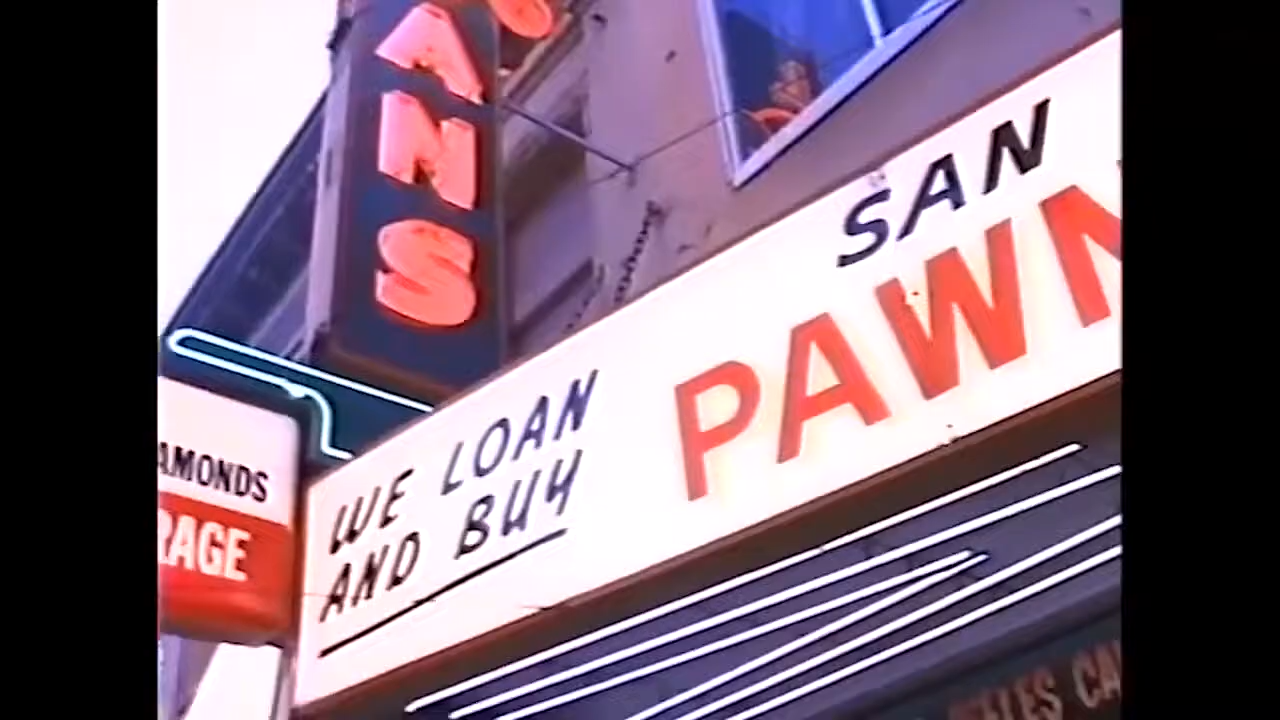 ANS
SAN
PAWN
WE LOAN
AND BUY
AMONDS
RAGE